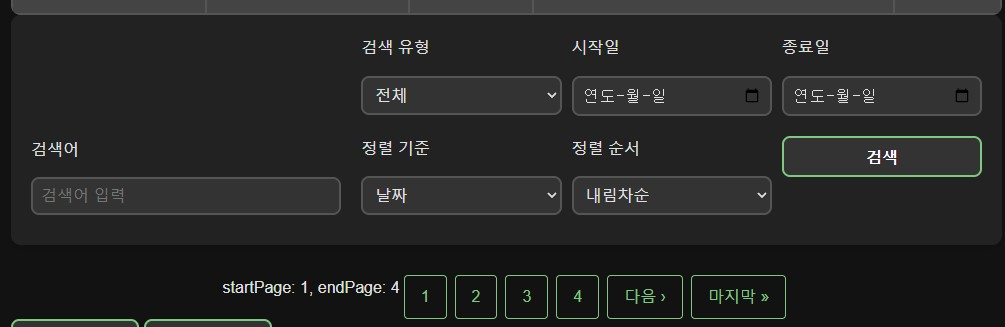 검색 유형 시작일 종료일
전체 연도-월-일 연도-월-일
검색어 정렬 기준 정렬 순서 검색
검색어 입력 날짜 내림차순
startPage: 1, endPage: 4 1 2 3 4 다음 › 마지막 »